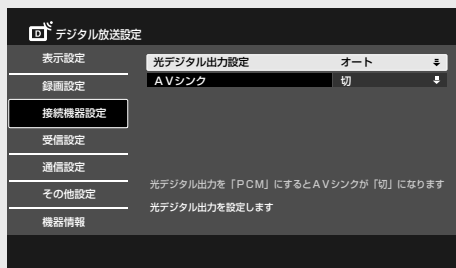 D デジタル放送設定
表示設定
録画設定
接続機器設定
受信設定
通信設定
その他設定
機器情報
光デジタル出力設定 オート
AVシンク 切
光デジタル出力を「PCM」にするとAVシンクが「切」になります
光デジタル出力を設定します